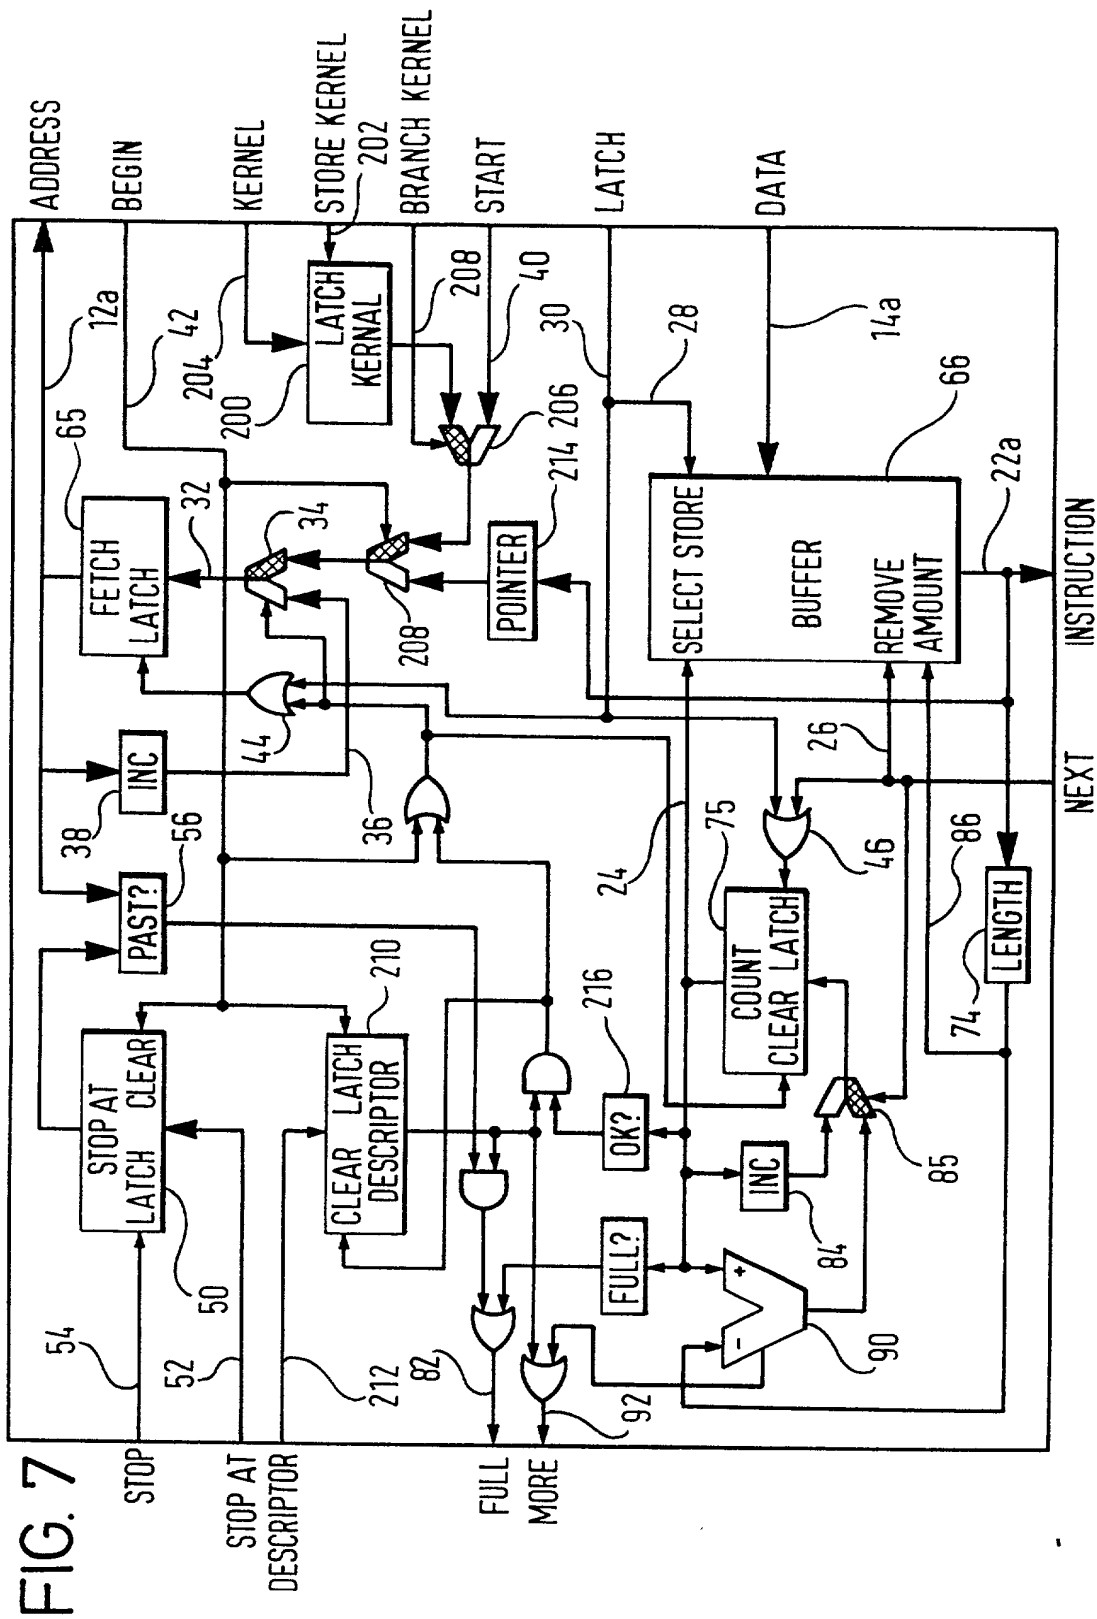 FIG. 7
STOP
STOP AT
DESCRIPTOR
FULL
MORE
ADDRESS
BEGIN
KERNEL
STORE KERNEL
202
BRANCH KERNEL
START
LATCH
DATA
INSTRUCTION
NEXT
12a
42
204
200
LATCH
KERNAL
208
40
30
28
14a
65
FETCH
LATCH
32
34
206
214
POINTER
208
44
38
INC
36
56
PAST?
SELECT STORE
BUFFER
REMOVE
AMOUNT
66
22a
26
24
75
46
86
COUNT
CLEAR LATCH
74
LENGTH
STOP AT
LATCH CLEAR
50
54
52
210
CLEAR LATCH
DESCRIPTOR
212
216
OK?
FULL?
INC
84
85
82
92
+
-
90